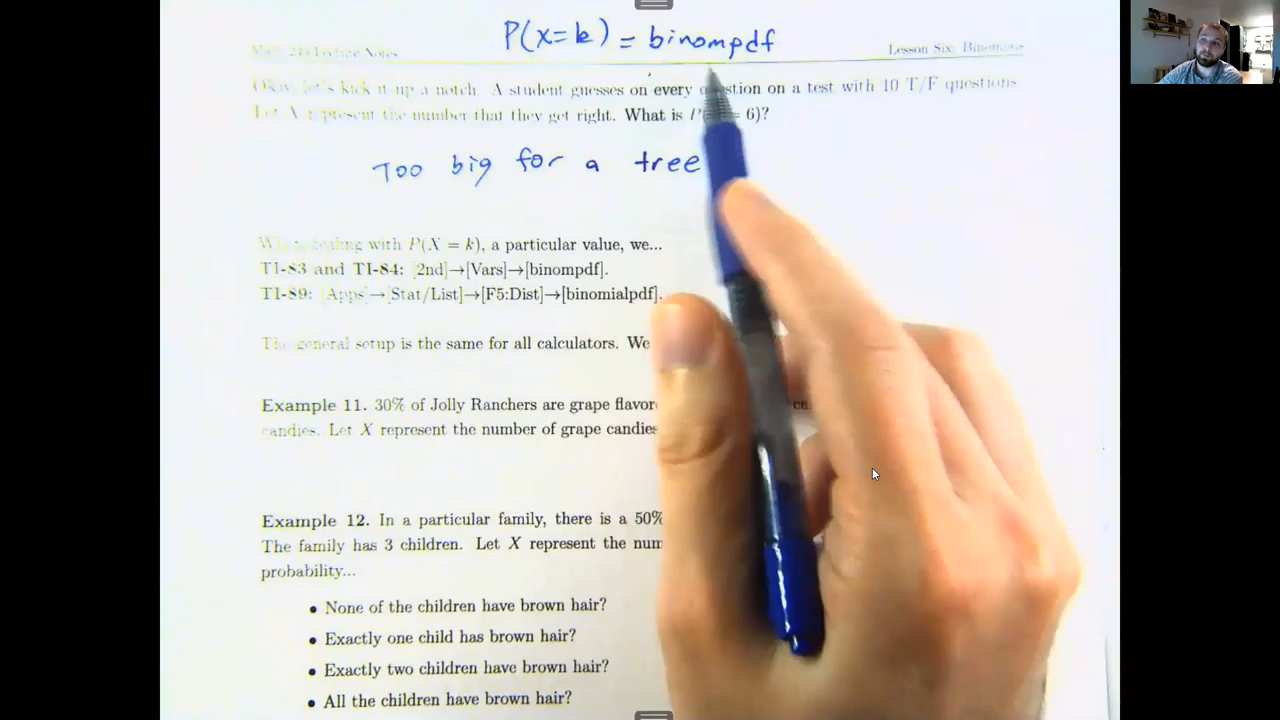 P(x=k) = binompdf
Math 243 Lecture Notes
Lesson Six: Binomials
Okay, let's kick it up a notch. A student guesses on every question on a test with 10 T/F questions.
Let X represent the number that they get right. What is P( = 6)?
Too big for a tree
When dealing with P(X = k), a particular value, we...
TI-83 and TI-84: [2nd]→[Vars]→[binompdf].
TI-89: [Apps]→[Stat/List]→[F5:Dist]→[binomialpdf].
The general setup is the same for all calculators. We
Example 11. 30% of Jolly Ranchers are grape flavor
candies. Let X represent the number of grape candies
Example 12. In a particular family, there is a 50%
The family has 3 children. Let X represent the num
probability...
• None of the children have brown hair?
• Exactly one child has brown hair?
• Exactly two children have brown hair?
• All the children have brown hair?